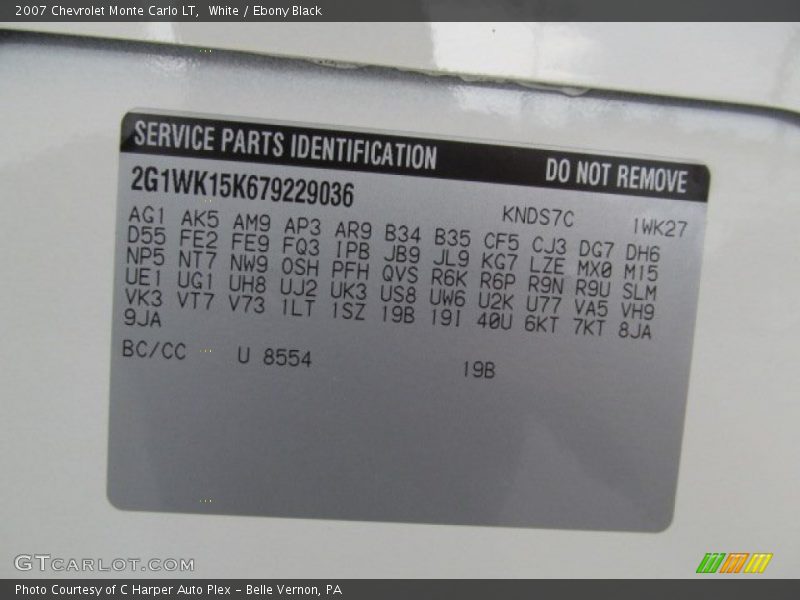 2007 Chevrolet Monte Carlo LT, White / Ebony Black
SERVICE PARTS IDENTIFICATION DO NOT REMOVE
2G1WK15K679229036 KNDS7C 1WK27
AG1 AK5 AM9 AP3 AR9 B34 B35 CF5 CJ3 DG7 DH6
D55 FE2 FE9 FQ3 IPB JB9 JL9 KG7 LZE MX0 M15
NP5 NT7 NW9 OSH PFH QVS R6K R6P R9N R9U SLM
UE1 UG1 UH8 UJ2 UK3 US8 UW6 U2K U77 VA5 VH9
VK3 VT7 V73 1LT 1SZ 19B 19I 40U 6KT 7KT 8JA
9JA
BC/CC U 8554 19B
GTCARLOT.COM
Photo Courtesy of C Harper Auto Plex - Belle Vernon, PA